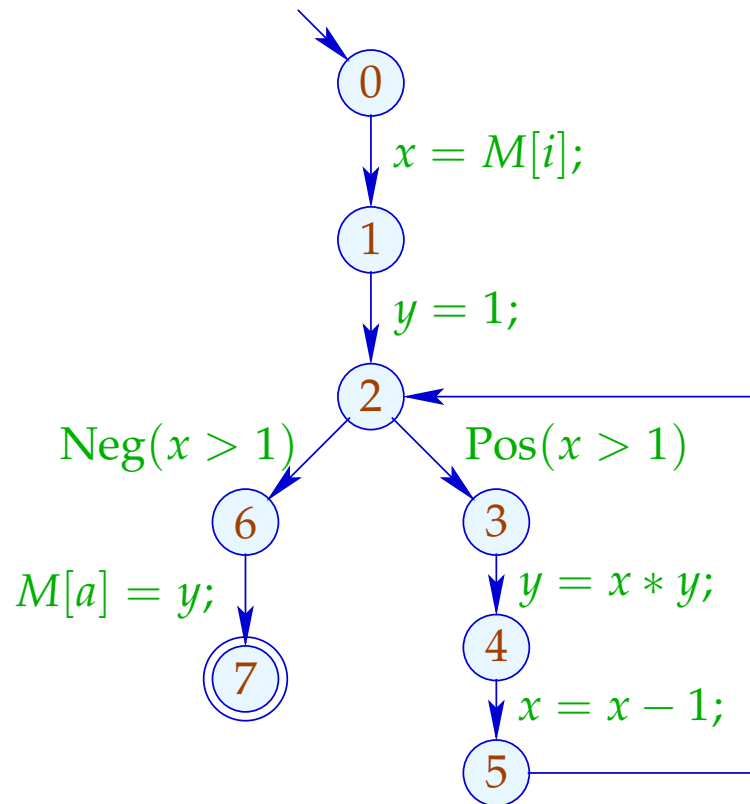 0
x = M[i];
1
y = 1;
2
Neg(x > 1)
Pos(x > 1)
6
3
M[a] = y;
y = x ∗ y;
7
4
x = x − 1;
5